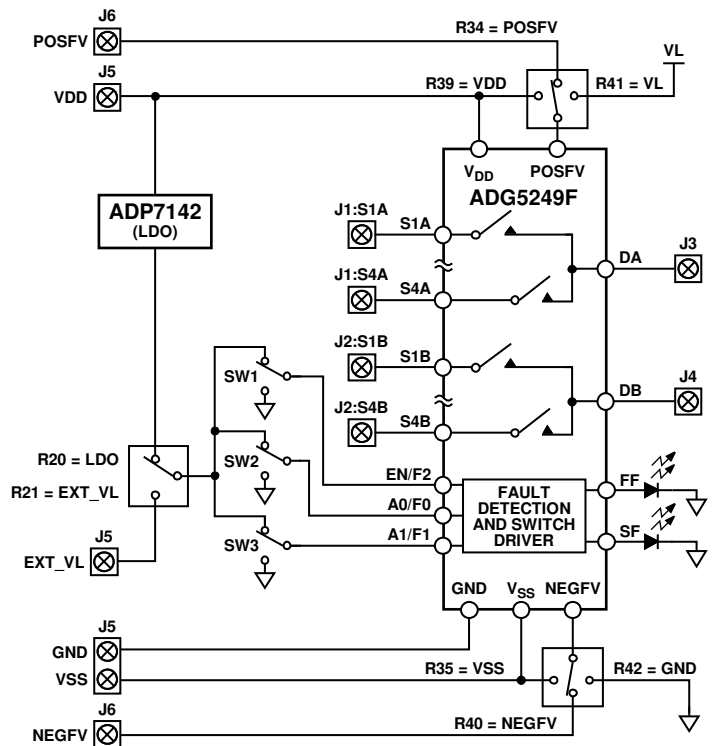 J6
POSFV
R34 = POSFV
VL
J5
VDD
R39 = VDD
R41 = VL
VDD
POSFV
ADG5249F
ADP7142
(LDO)
J1:S1A
S1A
J3
DA
J1:S4A
S4A
J2:S1B
S1B
SW1
J4
DB
J2:S4B
S4B
R20 = LDO
SW2
R21 = EXT_VL
EN/F2
FF
A0/F0
FAULT
DETECTION
AND SWITCH
DRIVER
SW3
A1/F1
SF
J5
EXT_VL
GND
VSS
NEGFV
J5
GND
VSS
R35 = VSS
R42 = GND
J6
NEGFV
R40 = NEGFV